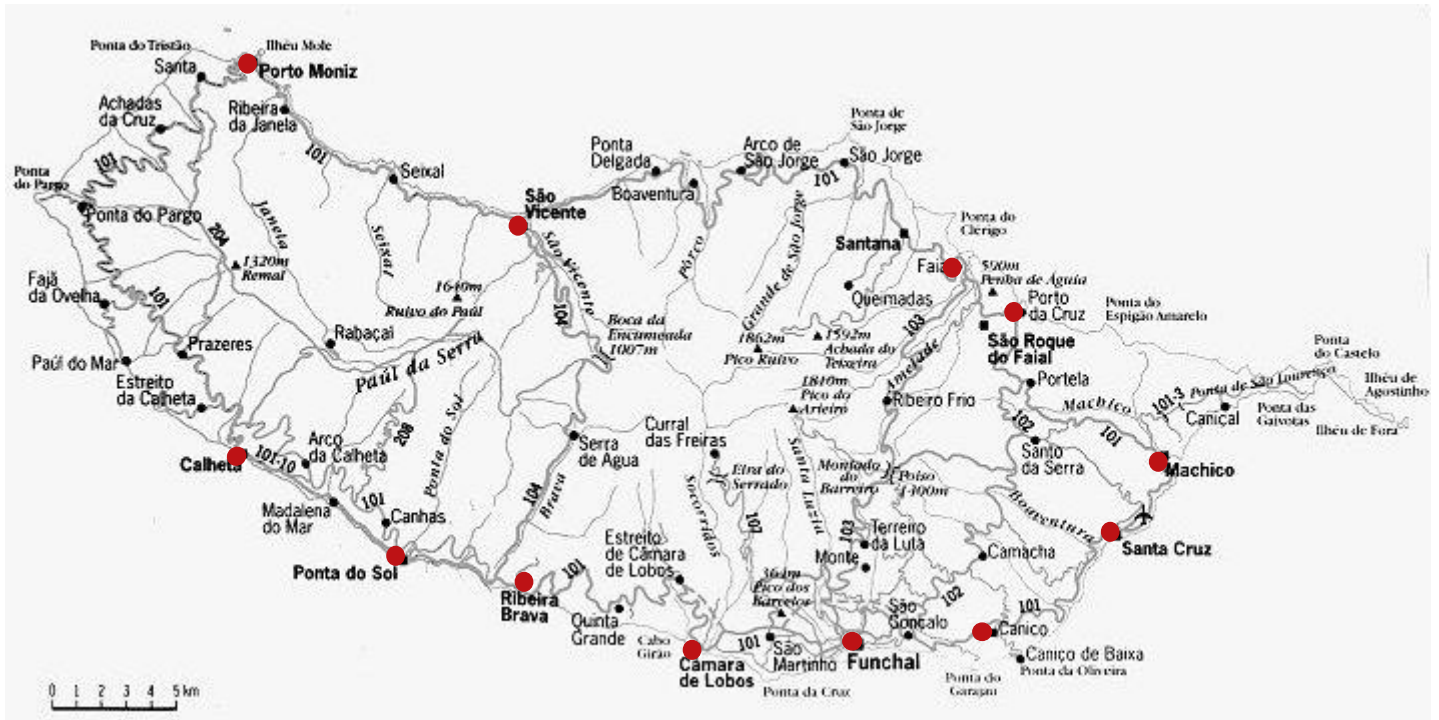 Ponta do Tristão
Ilhéu Mole
Santa
Porto Moniz
Achadas
da Cruz
Ribeira
da Janela
101
101
Ponta
do Pargo
Ponta do Pargo
Janela
204
1320m
Remal
Seixal
Seixal
São
Vicente
Ponta
Delgada
Boaventura
Arco de
São Jorge
Ponta de
São Jorge
São Jorge
101
Pôrco
Grande de São Jorge
Santana
Ponta do
Clerigo
Faial
590m
Penha de Aguia
Queimadas
Porto
da Cruz
Ponta do
Espigão Amarelo
São Roque
do Faial
103
Ametade
Fajã
da Ovelha
101
1640m
Ruivo do Paúl
São Vicente
104
Boca da
Encumeada
1007m
1862m
Pico Ruivo
1592m
Achada do
Teixeira
Rabaçal
Prazeres
Paúl do Mar
Paúl da Serra
Estreito
da Calheta
1810m
Pico do
Arieiro
Ribeiro Frio
Portela
Machico
101-3
Ponta de São Lourenço
Ponta
do Castelo
Ilhéu de
Agostinho
Caniçal
Ponta das
Gaivotas
Ilhéu de Fora
102
101
Santo
da Serra
Machico
208
Ponta do Sol
Curral
das Freiras
Serra
de Agua
Arco
da Calheta
101-10
Calheta
Eira do
Serrado
Santa Luzia
Montado
do
Barreiro
Poiso
1400m
Boaventura
Santa Cruz
104
Brava
Socorridos
107
Madalena
do Mar
101
Canhas
Ponta do Sol
Estreito
de Câmara
de Lobos
103
Terreiro
da Luta
Monte
Camacha
364m
Pico dos
Barcelos
101
Ribeira
Brava
Quinta
Grande
Cabo
Girão
Câmara
de Lobos
101
São
Martinho
Funchal
São
Gonçalo
102
101
Canico
Caniço de Baixa
Ponta da Oliveira
Ponta do
Garajau
Ponta da Cruz
0 1 2 3 4 5 km